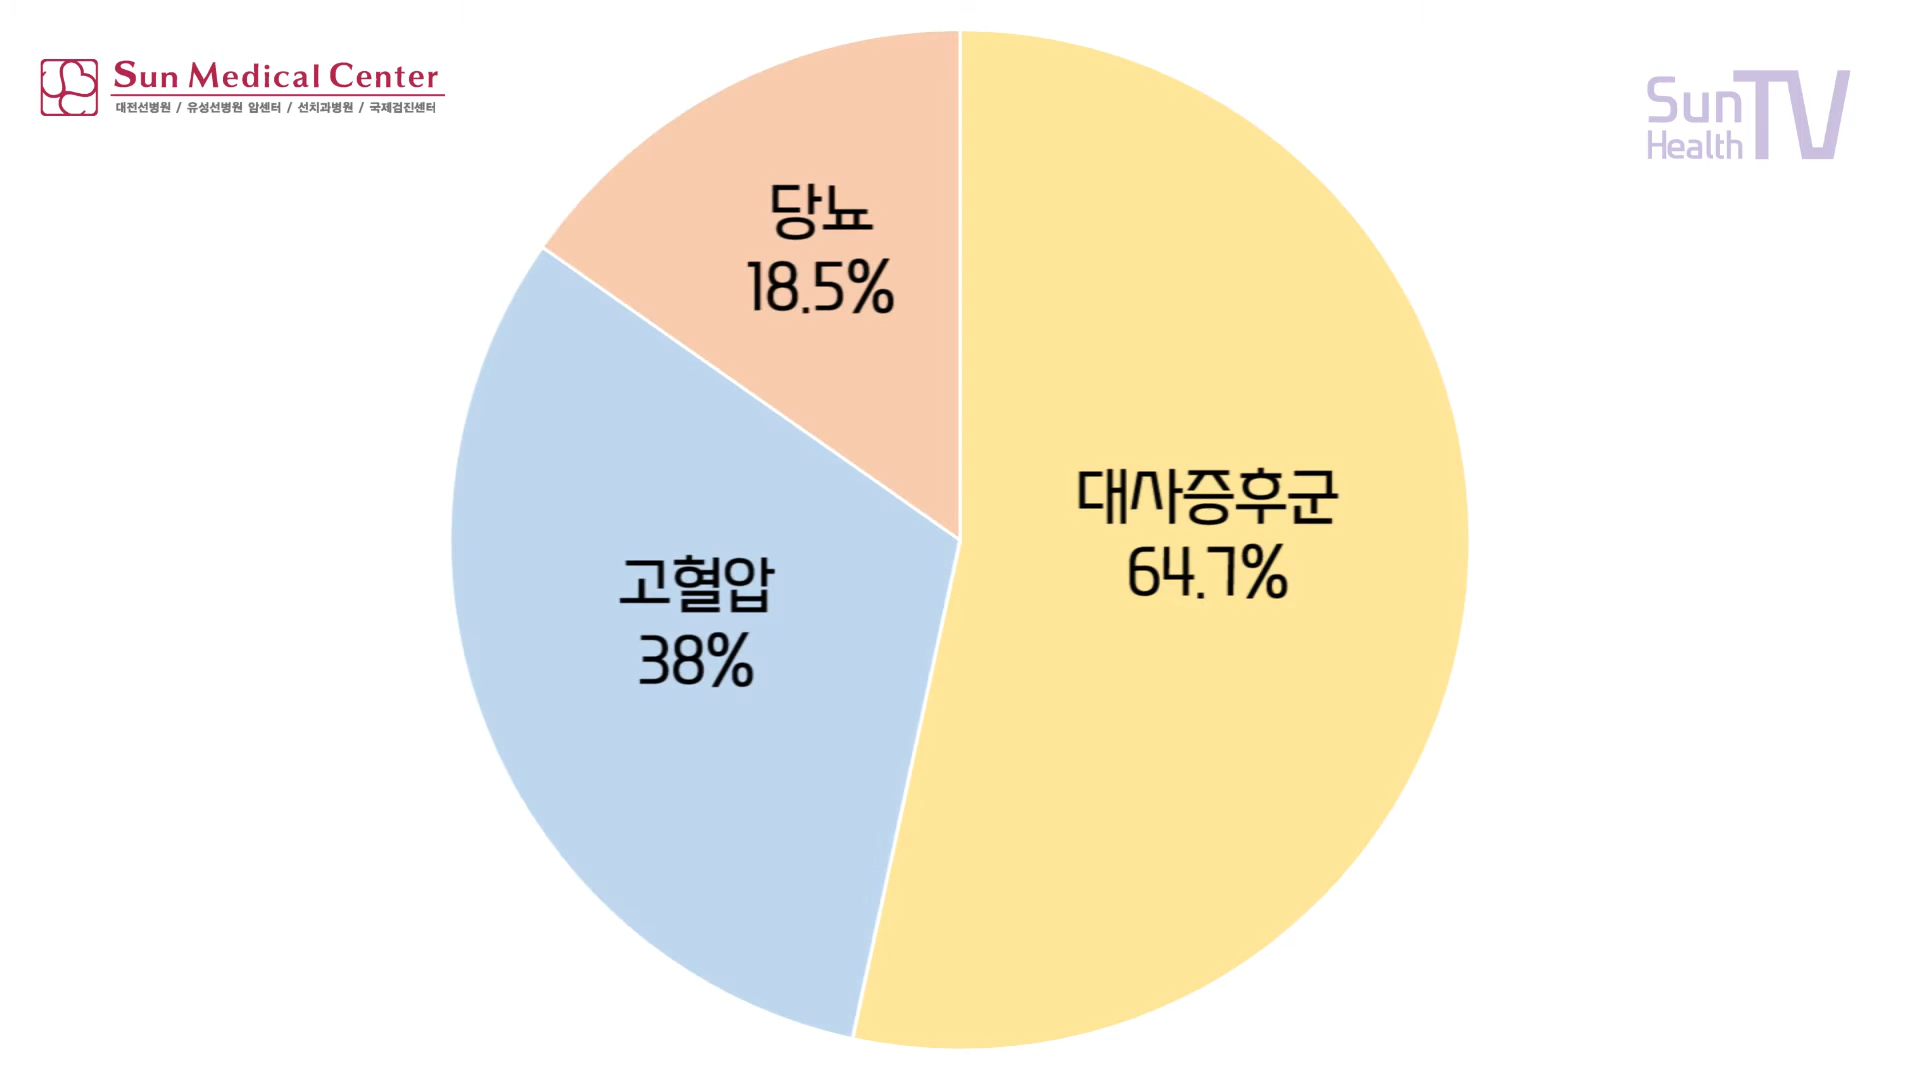 Sun Medical Center
대전선병원 / 유성선병원 암센터 / 선치과병원 / 국제검진센터
Sun
Health
TV
당뇨
18.5%
대사증후군
64.7%
고혈압
38%